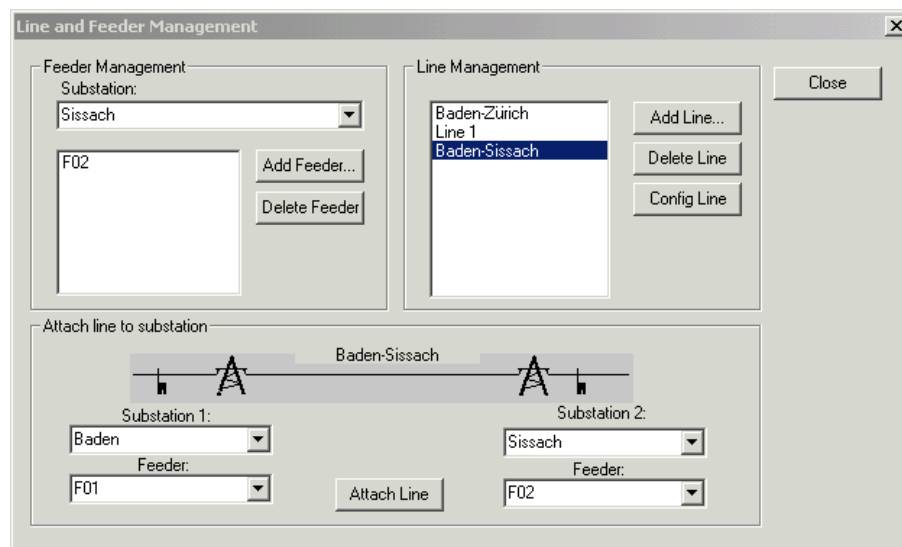 Line and Feeder Management
Feeder Management
Substation:
Sissach
F02
Add Feeder...
Delete Feeder
Line Management
Baden-Zürich
Line 1
Baden-Sissach
Add Line...
Delete Line
Config Line
Close
Attach line to substation
Baden-Sissach
Substation 1:
Baden
Feeder:
F01
Attach Line
Substation 2:
Sissach
Feeder:
F02